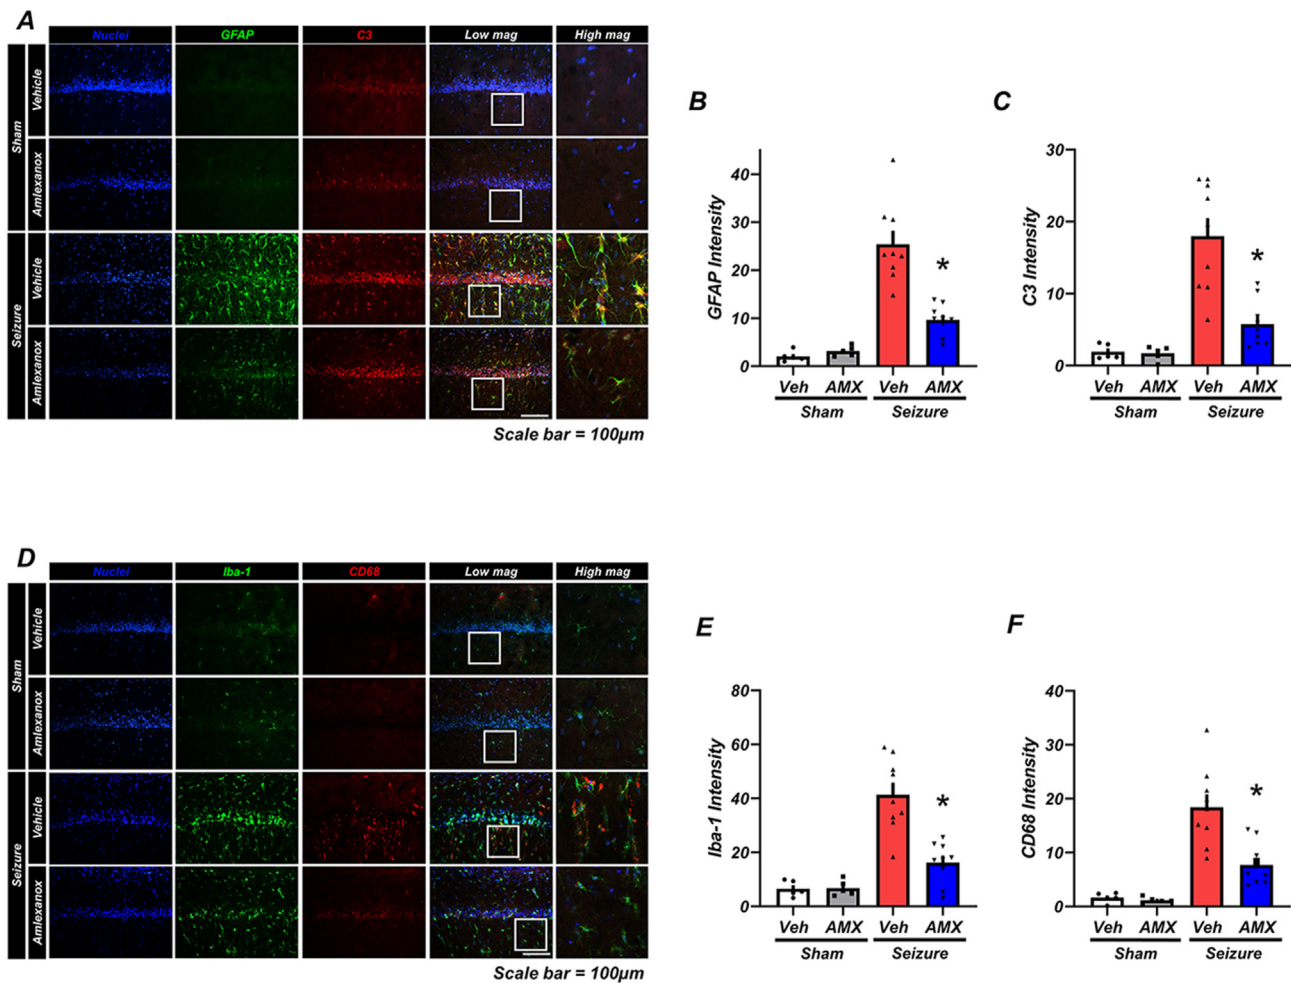 A
Nuclei GFAP C3 Low mag High mag
Sham
Vehicle
Amlexanox
Seizure
Vehicle
Amlexanox
Scale bar = 100µm
B
GFAP Intensity
40
30
20
10
0
*
Veh AMX Veh AMX
Sham Seizure
C
C3 Intensity
30
20
10
0
*
Veh AMX Veh AMX
Sham Seizure
D
Nuclei Iba-1 CD68 Low mag High mag
Sham
Vehicle
Amlexanox
Seizure
Vehicle
Amlexanox
Scale bar = 100µm
E
Iba-1 Intensity
80
60
40
20
0
*
Veh AMX Veh AMX
Sham Seizure
F
CD68 Intensity
40
30
20
10
0
*
Veh AMX Veh AMX
Sham Seizure